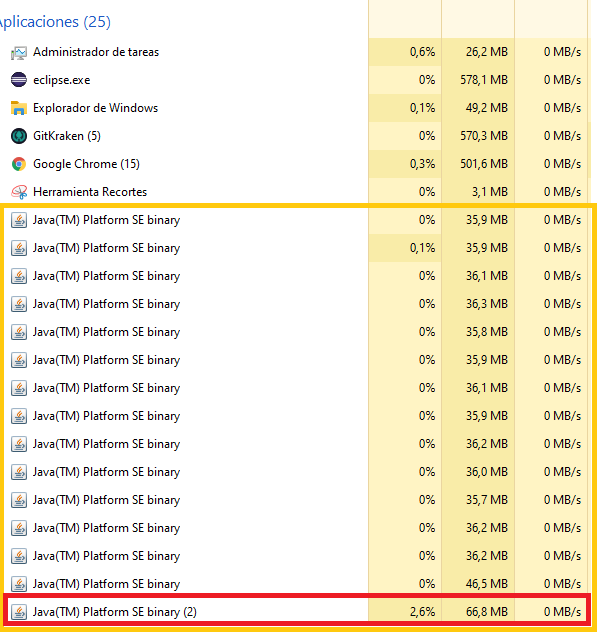 Aplicaciones (25)
Administrador de tareas 0,6% 26,2 MB 0 MB/s
eclipse.exe 0% 578,1 MB 0 MB/s
Explorador de Windows 0,1% 49,2 MB 0 MB/s
GitKraken (5) 0% 570,3 MB 0 MB/s
Google Chrome (15) 0,3% 501,6 MB 0 MB/s
Herramienta Recortes 0% 3,1 MB 0 MB/s
Java(TM) Platform SE binary 0% 35,9 MB 0 MB/s
Java(TM) Platform SE binary 0,1% 35,9 MB 0 MB/s
Java(TM) Platform SE binary 0% 36,1 MB 0 MB/s
Java(TM) Platform SE binary 0% 36,3 MB 0 MB/s
Java(TM) Platform SE binary 0% 35,8 MB 0 MB/s
Java(TM) Platform SE binary 0% 35,9 MB 0 MB/s
Java(TM) Platform SE binary 0% 36,1 MB 0 MB/s
Java(TM) Platform SE binary 0% 35,9 MB 0 MB/s
Java(TM) Platform SE binary 0% 36,2 MB 0 MB/s
Java(TM) Platform SE binary 0% 36,0 MB 0 MB/s
Java(TM) Platform SE binary 0% 35,7 MB 0 MB/s
Java(TM) Platform SE binary 0% 36,2 MB 0 MB/s
Java(TM) Platform SE binary 0% 36,2 MB 0 MB/s
Java(TM) Platform SE binary 0% 46,5 MB 0 MB/s
Java(TM) Platform SE binary (2) 2,6% 66,8 MB 0 MB/s